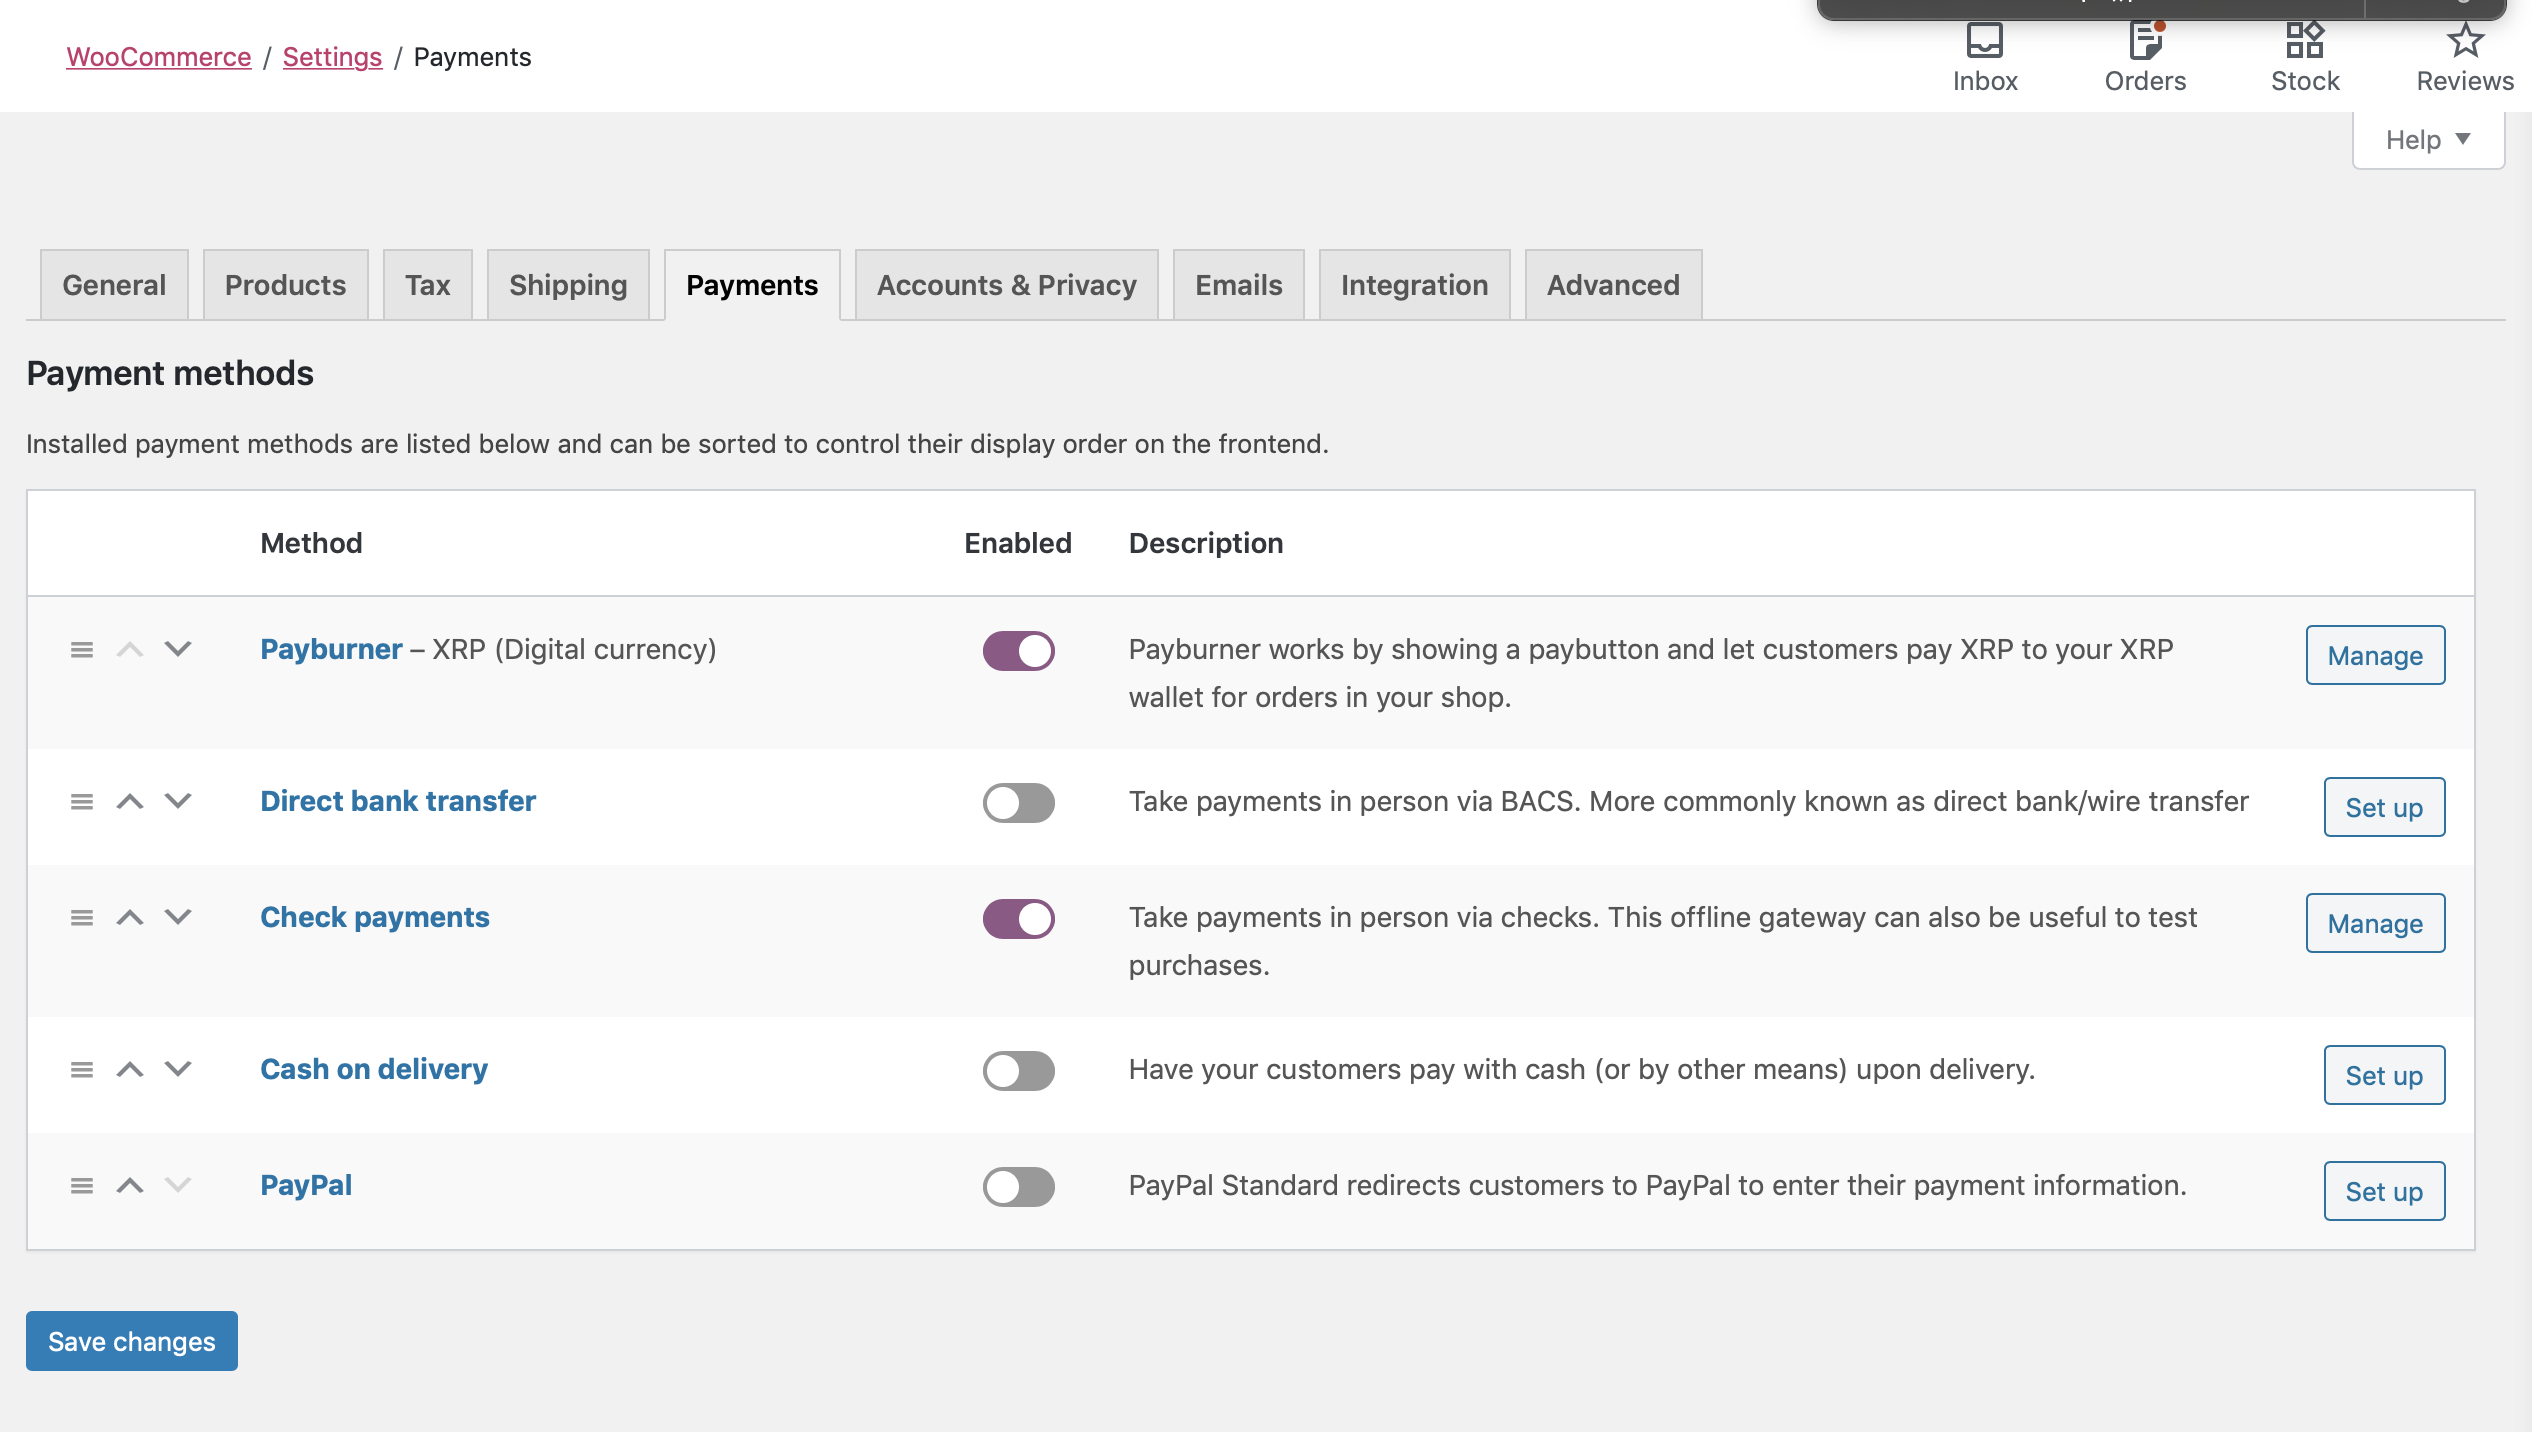 WooCommerce / Settings / Payments
Inbox
Orders
Stock
Reviews
Help
General
Products
Tax
Shipping
Payments
Accounts & Privacy
Emails
Integration
Advanced
Payment methods
Installed payment methods are listed below and can be sorted to control their display order on the frontend.
Method
Enabled
Description
Payburner – XRP (Digital currency)
Payburner works by showing a paybutton and let customers pay XRP to your XRP
wallet for orders in your shop.
Manage
Direct bank transfer
Take payments in person via BACS. More commonly known as direct bank/wire transfer
Set up
Check payments
Take payments in person via checks. This offline gateway can also be useful to test
purchases.
Manage
Cash on delivery
Have your customers pay with cash (or by other means) upon delivery.
Set up
PayPal
PayPal Standard redirects customers to PayPal to enter their payment information.
Set up
Save changes